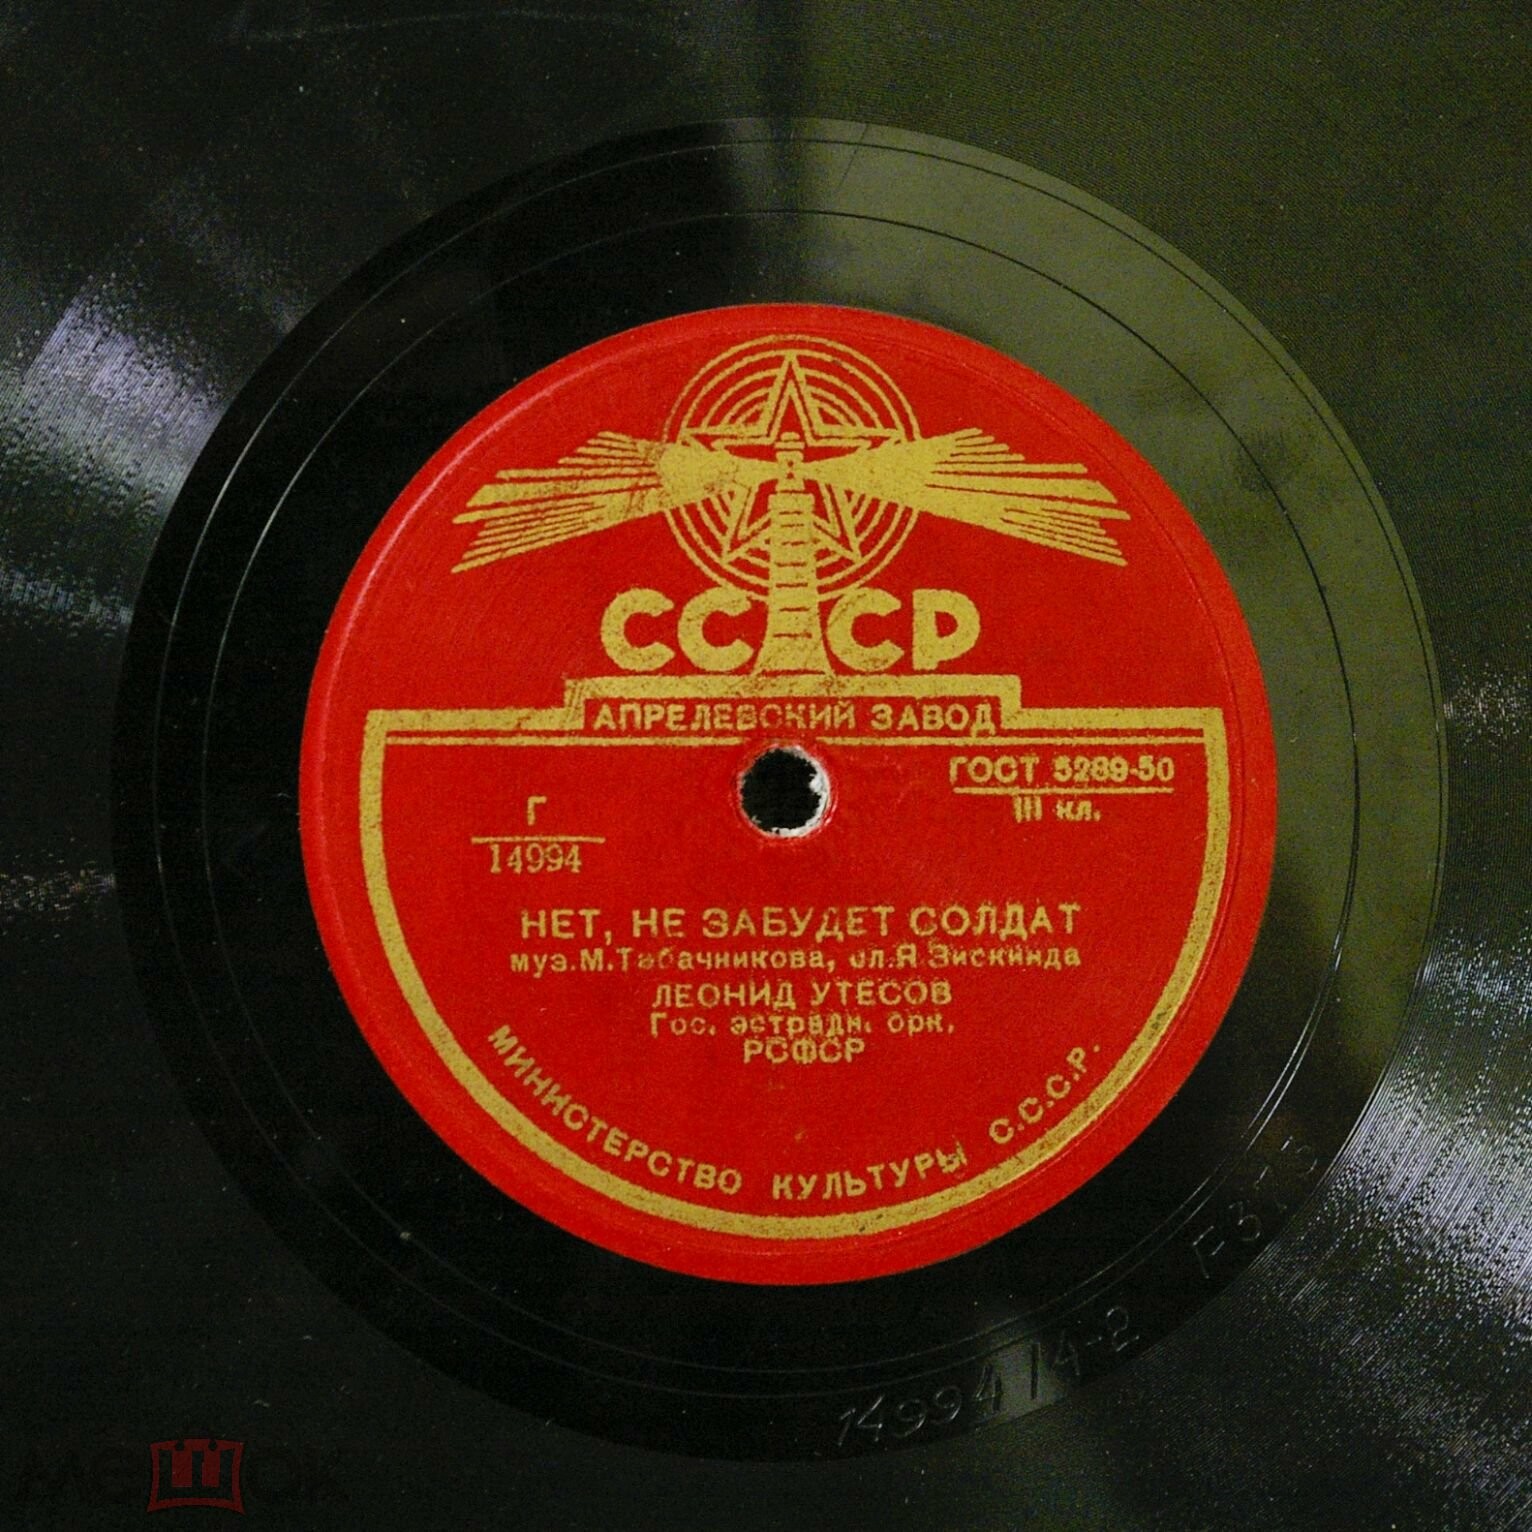 СССР
АПРЕЛЕВСКИЙ ЗАВОД
ГОСТ 5289-50
III кл.
Г
14994
НЕТ, НЕ ЗАБУДЕТ СОЛДАТ
муз.М.Табачникова, сл.Я.Зискинда
ЛЕОНИД УТЕСОВ
Гос. эстрадн. орк.
РСФСР
МИНИСТЕРСТВО КУЛЬТУРЫ С.С.С.Р.
14994/4-2
мешок